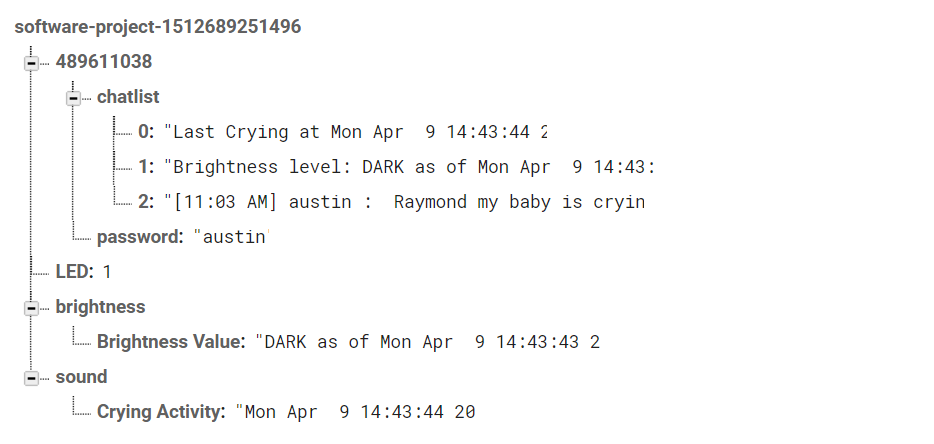 software-project-1512689251496
489611038
chatlist
0: "Last Crying at Mon Apr  9 14:43:44 2
1: "Brightness level: DARK as of Mon Apr  9 14:43:
2: "[11:03 AM] austin :  Raymond my baby is cryin
password: "austin"
LED: 1
brightness
Brightness Value: "DARK as of Mon Apr  9 14:43:43 2
sound
Crying Activity: "Mon Apr  9 14:43:44 20